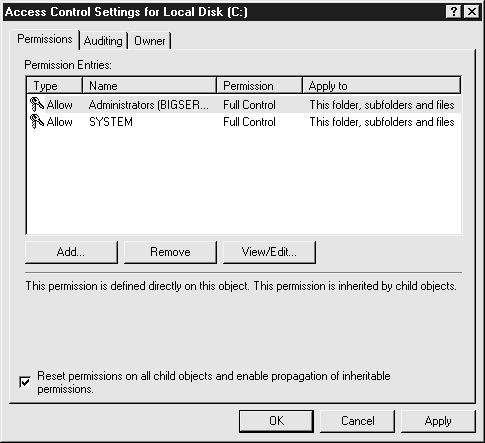 Access Control Settings for Local Disk (C:)
Permissions Auditing Owner
Permission Entries:
Type Name Permission Apply to
Allow Administrators (BIGSER... Full Control This folder, subfolders and files
Allow SYSTEM Full Control This folder, subfolders and files
Add... Remove View/Edit...
This permission is defined directly on this object. This permission is inherited by child objects.
Reset permissions on all child objects and enable propagation of inheritable
permissions.
OK Cancel Apply